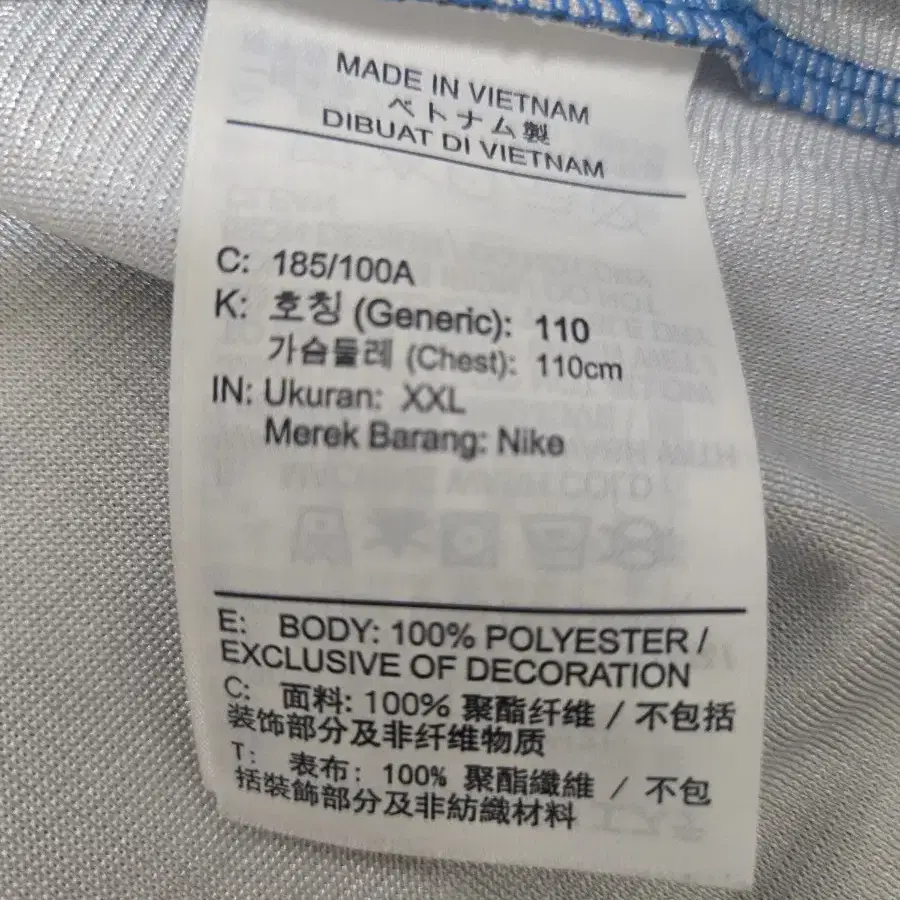 MADE IN VIETNAM
ベトナム製
DIBUAT DI VIETNAM
C: 185/100A
K: 호칭 (Generic): 110
가슴둘레 (Chest): 110cm
IN: Ukuran: XXL
Merek Barang: Nike
E: BODY: 100% POLYESTER /
EXCLUSIVE OF DECORATION
C: 面料: 100% 聚酯纤维 / 不包括
装饰部分及非纤维物质
T: 表布: 100% 聚酯纖維 / 不包
括裝飾部分及非紡織材料